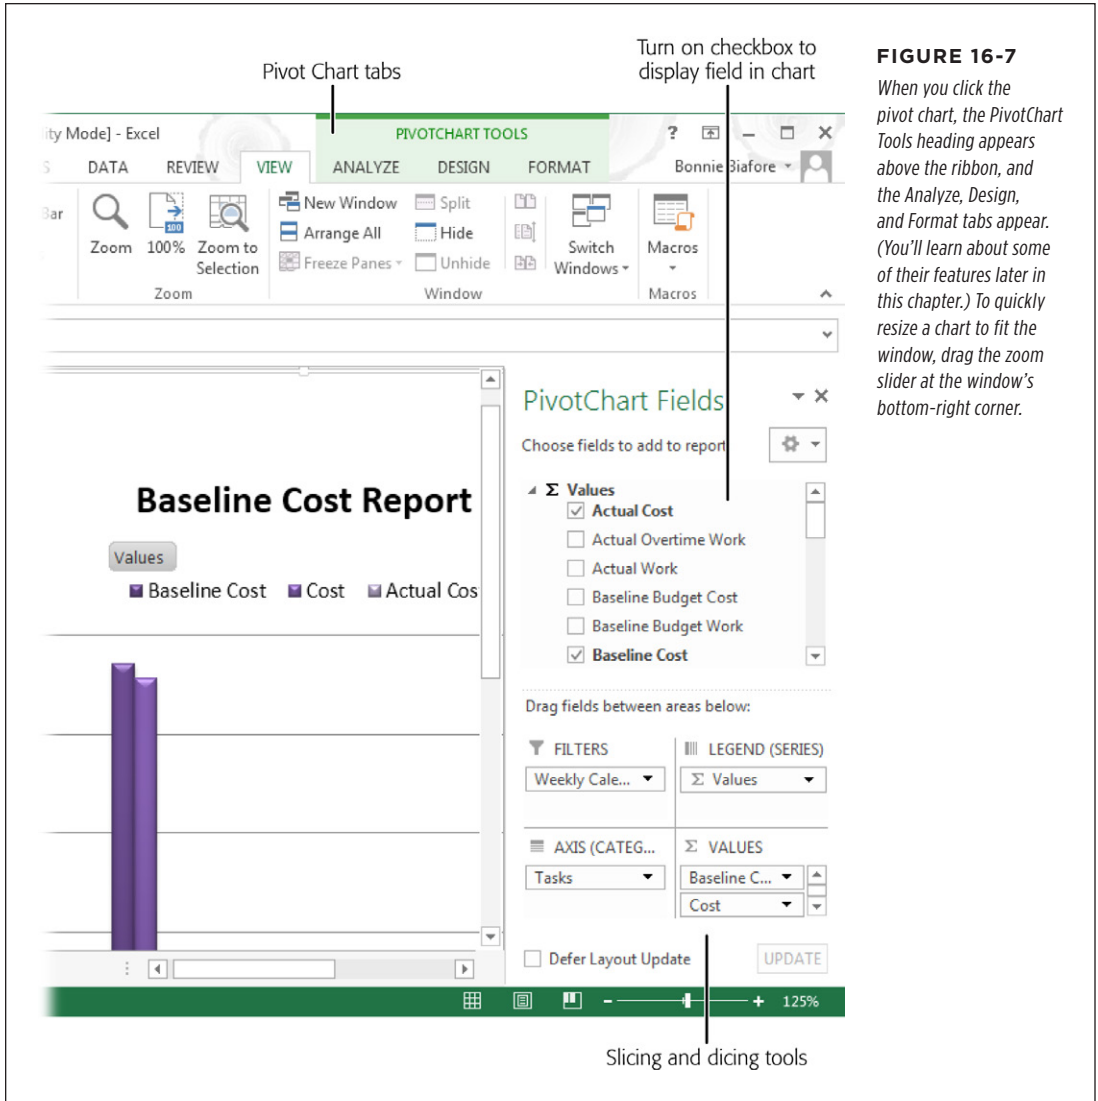 Pivot Chart tabs
Turn on checkbox to
display field in chart
FIGURE 16-7
When you click the
pivot chart, the PivotChart
Tools heading appears
above the ribbon, and
the Analyze, Design,
and Format tabs appear.
(You'll learn about some
of their features later in
this chapter.) To quickly
resize a chart to fit the
window, drag the zoom
slider at the window's
bottom-right corner.
ity Mode] - Excel
PIVOTCHART TOOLS
?
S DATA REVIEW VIEW ANALYZE DESIGN FORMAT Bonnie Biafore
Bar
Zoom
100
100%
Zoom to
Selection
Zoom
New Window
Arrange All
Freeze Panes
Split
Hide
Unhide
Switch
Windows
Window
Macros
Macros
PivotChart Fields
Choose fields to add to report
Σ Values
Actual Cost
Actual Overtime Work
Actual Work
Baseline Budget Cost
Baseline Budget Work
Baseline Cost
Baseline Cost Report
Values
Baseline Cost Cost Actual Cos
Drag fields between areas below:
FILTERS
Weekly Cale...
LEGEND (SERIES)
Σ Values
AXIS (CATEG...
Tasks
Σ VALUES
Baseline C...
Cost
Defer Layout Update
UPDATE
- + 125%
Slicing and dicing tools